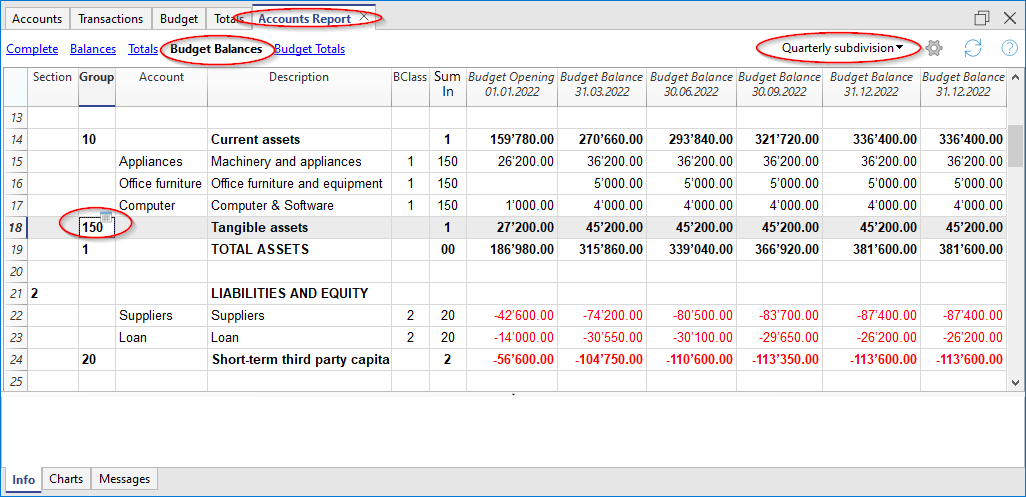 Accounts Transactions Budget Totals Accounts Report
Complete Balances Totals Budget Balances Budget Totals Quarterly subdivision
Section Group Account Description BClass Sum In Budget Opening 01.01.2022 Budget Balance 31.03.2022 Budget Balance 30.06.2022 Budget Balance 30.09.2022 Budget Balance 31.12.2022 Budget Balance 31.12.2022
13
14 10 Current assets 1 159’780.00 270’660.00 293’840.00 321’720.00 336’400.00 336’400.00
15 Appliances Machinery and appliances 1 150 26’200.00 36’200.00 36’200.00 36’200.00 36’200.00 36’200.00
16 Office furniture Office furniture and equipment 1 150 5’000.00 5’000.00 5’000.00 5’000.00 5’000.00
17 Computer Computer & Software 1 150 1’000.00 4’000.00 4’000.00 4’000.00 4’000.00 4’000.00
18 150 Tangible assets 1 27’200.00 45’200.00 45’200.00 45’200.00 45’200.00 45’200.00
19 1 TOTAL ASSETS 00 186’980.00 315’860.00 339’040.00 366’920.00 381’600.00 381’600.00
20
21 2 LIABILITIES AND EQUITY
22 Suppliers Suppliers 2 20 -42’600.00 -74’200.00 -80’500.00 -83’700.00 -87’400.00 -87’400.00
23 Loan Loan 2 20 -14’000.00 -30’550.00 -30’100.00 -29’650.00 -26’200.00 -26’200.00
24 20 Short-term third party capita 2 -56’600.00 -104’750.00 -110’600.00 -113’350.00 -113’600.00 -113’600.00
25
Info Charts Messages